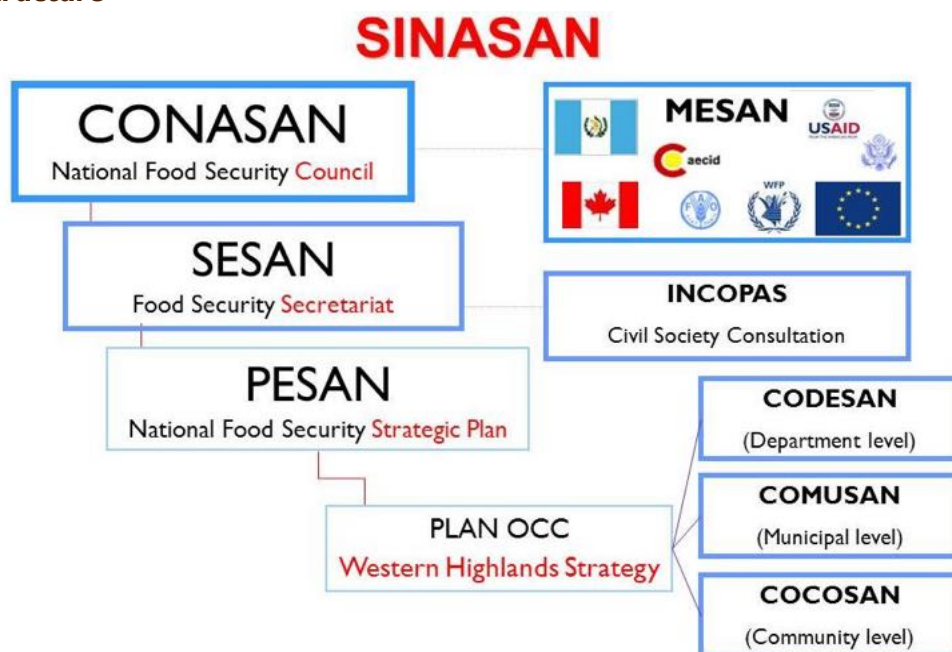 SINASAN
CONASAN
National Food Security Council
MESAN
USAID
aecid
WFP
FAO
SESAN
Food Security Secretariat
INCOPAS
Civil Society Consultation
PESAN
National Food Security Strategic Plan
CODESAN
(Department level)
PLAN OCC
Western Highlands Strategy
COMUSAN
(Municipal level)
COCOSAN
(Community level)